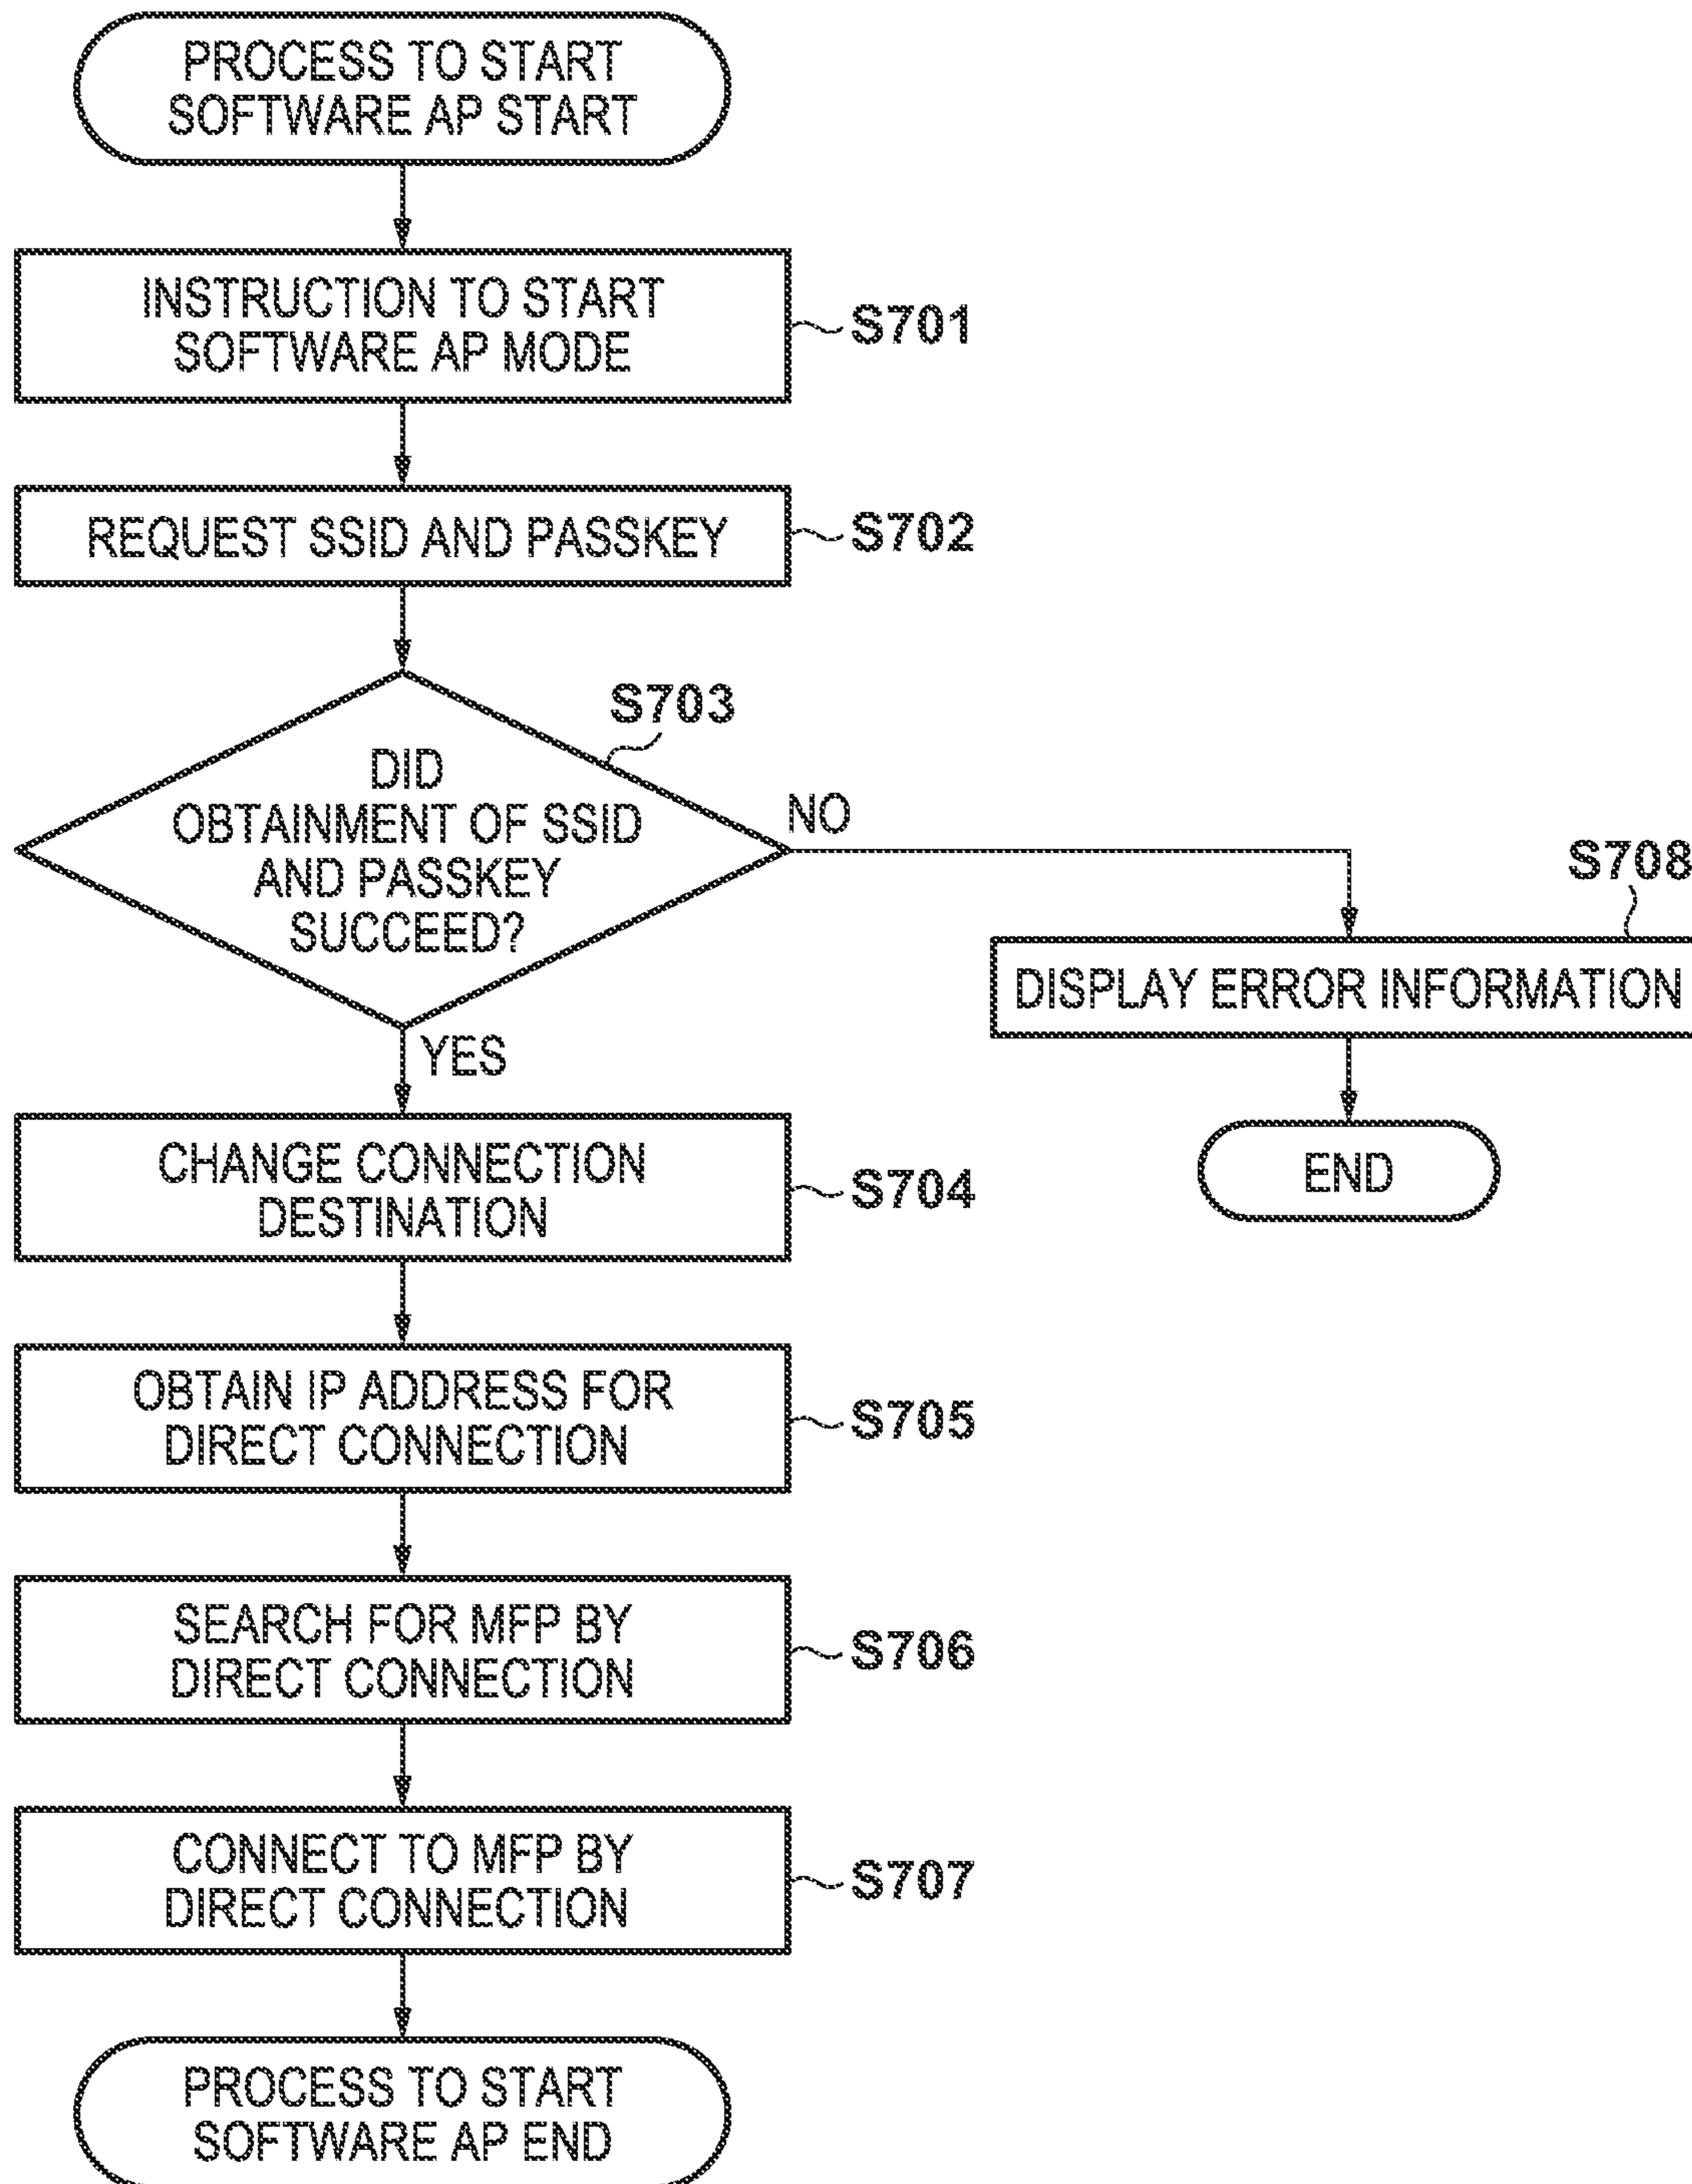 PROCESS TO START
SOFTWARE AP START
INSTRUCTION TO START
SOFTWARE AP MODE
S701
REQUEST SSID AND PASSKEY
S702
S703
DID
OBTAINMENT OF SSID
AND PASSKEY
SUCCEED?
NO
S708
DISPLAY ERROR INFORMATION
YES
END
CHANGE CONNECTION
DESTINATION
S704
OBTAIN IP ADDRESS FOR
DIRECT CONNECTION
S705
SEARCH FOR MFP BY
DIRECT CONNECTION
S706
CONNECT TO MFP BY
DIRECT CONNECTION
S707
PROCESS TO START
SOFTWARE AP END